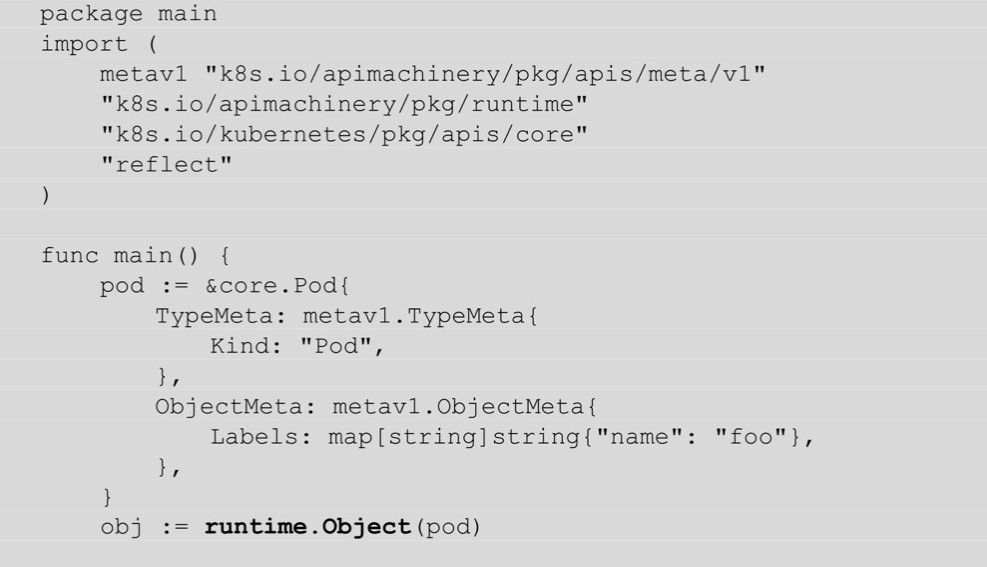 package main
import (
    metav1 "k8s.io/apimachinery/pkg/apis/meta/v1"
    "k8s.io/apimachinery/pkg/runtime"
    "k8s.io/kubernetes/pkg/apis/core"
    "reflect"
)

func main() {
    pod := &core.Pod{
        TypeMeta: metav1.TypeMeta{
            Kind: "Pod",
        },
        ObjectMeta: metav1.ObjectMeta{
            Labels: map[string]string{"name": "foo"},
        },
    }
    obj := runtime.Object(pod)